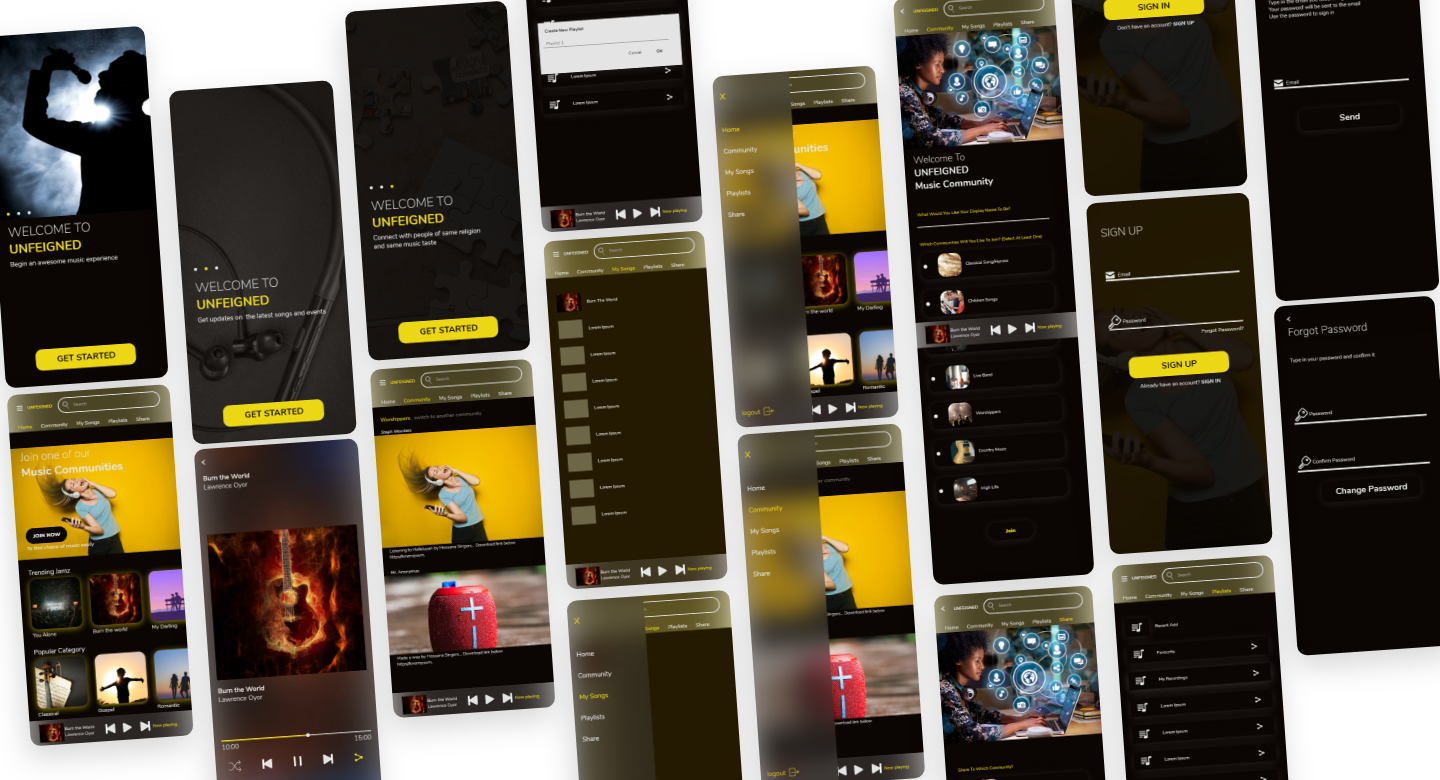 WELCOME TO
UNFEIGNED
Begin an awesome music experience
GET STARTED
UNFEIGNED
Search
Home Community My Songs Playlists Share
Join one of our
Music Communities
JOIN NOW
To find choice of music easily
Trending Jamz
You Alone
Burn the world
My Darling
Popular Category
Classical
Gospel
Romantic
Burn the World
Lawrence Oyor
Now playing
WELCOME TO
UNFEIGNED
Get updates on the latest songs and events
GET STARTED
Burn the World
Lawrence Oyor
Burn the World
Lawrence Oyor
10:00
15:00
WELCOME TO
UNFEIGNED
Connect with people of same religion
and same music taste
GET STARTED
UNFEIGNED
Search
Home Community My Songs Playlists Share
Worshippers switch to another community
Steph Wonders
Listening to Hallelluyah by Hossana Singers... Download link below
Mr. Anonymous
Made a way by Hossana Singers... Download link below
Burn the World
Lawrence Oyor
Now playing
Create New Playlist
Playlist 1
Cancel
OK
Lorem Ipsum
Lorem Ipsum
Burn the World
Lawrence Oyor
Now playing
UNFEIGNED
Search
Home Community My Songs Playlists Share
Burn The World
Lorem Ipsum
Lorem Ipsum
Lorem Ipsum
Lorem Ipsum
Lorem Ipsum
Lorem Ipsum
Lorem Ipsum
Lorem Ipsum
Burn the World
Lawrence Oyor
Now playing
X
Songs Playlists Share
Home
Community
My Songs
Playlists
Share
X
Songs Playlists Share
Home
Community
My Songs
Playlists
Share
logout
unities
rn the world
My Darling
Romantic
Now playing
X
Songs Playlists Share
Home
Community
My Songs
Playlists
Share
logout
er community
Download link below
ownload link below
Now playing
UNFEIGNED
Search
Home Community My Songs Playlists Share
Welcome To
UNFEIGNED
Music Community
What Would You Like Your Display Name To Be?
Which Communities Will You Like To Join? (Select At Least One)
Classical Song/Hymns
Children Songs
Burn the World
Lawrence Oyor
Now playing
Live Band
Worshippers
Country Music
High Life
Join
UNFEIGNED
Search
Home Community My Songs Playlists Share
Share To Which Community?
SIGN IN
Don't have an account? SIGN UP
SIGN UP
Email
Password
Forgot Password?
SIGN UP
Already have an account? SIGN IN
UNFEIGNED
Search
Home Community My Songs Playlists Share
Recent Add
Favourite
My Recordings
Lorem Ipsum
Lorem Ipsum
Lorem Ipsum
Your password will be sent to the email
Use the password to sign in
Email
Send
Forgot Password
Type in your password and confirm it
Password
Confirm Password
Change Password